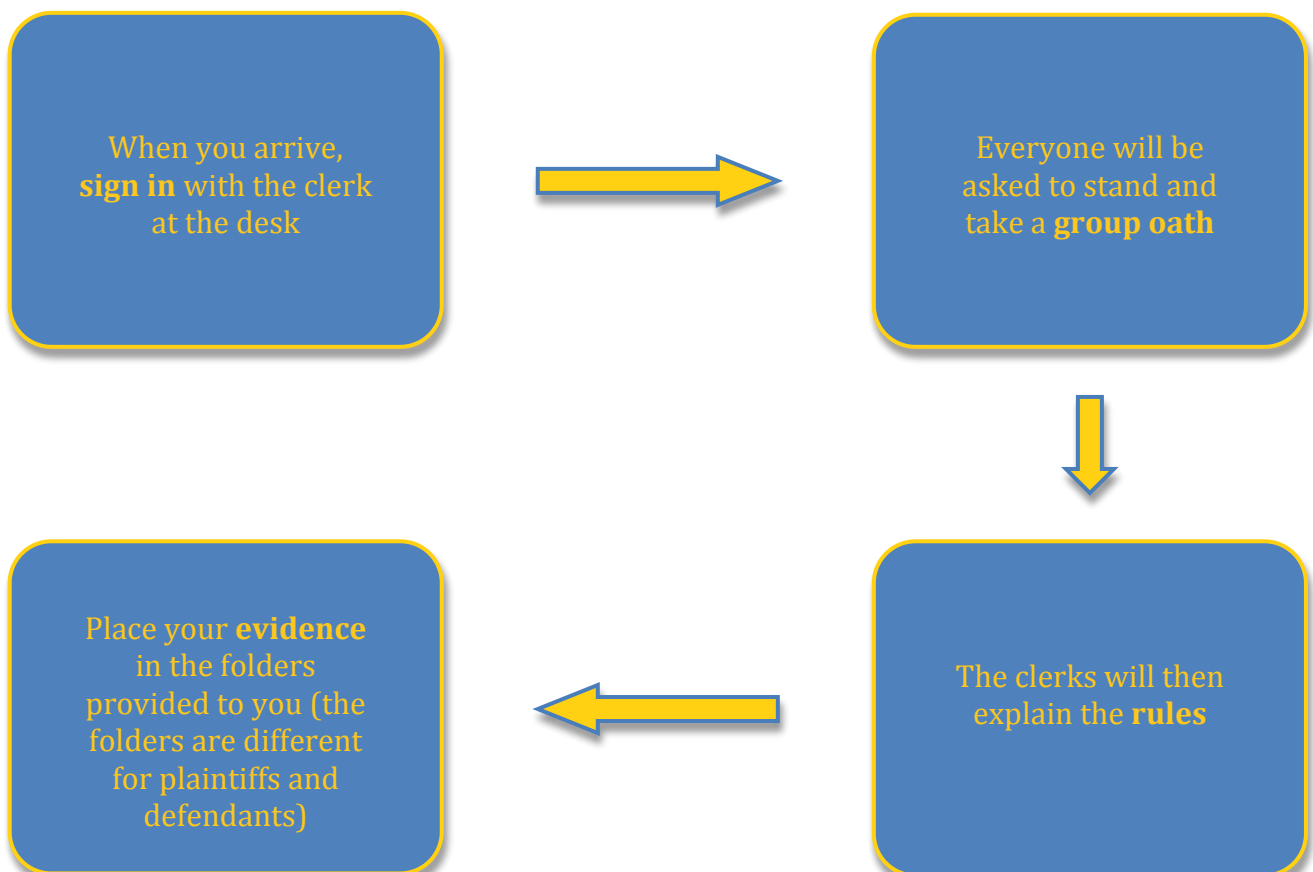 When you arrive,
sign in with the clerk
at the desk
Everyone will be
asked to stand and
take a group oath
The clerks will then
explain the rules
Place your evidence
in the folders
provided to you (the
folders are different
for plaintiffs and
defendants)